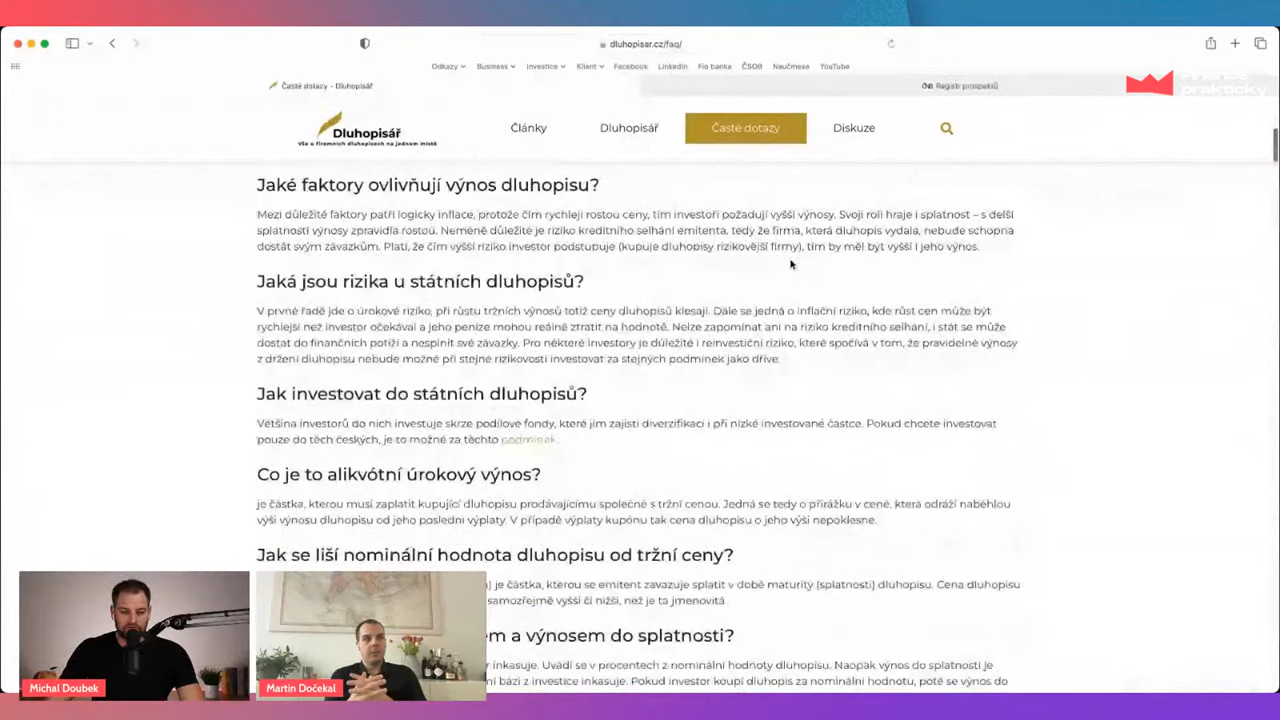 dluhopisar.cz/faq/
Odkazy Business Investice Klient Facebook Linkedin Fio banka ČSOB Naučmese YouTube
Časté dotazy - Dluhopisář
Registr prospektů
Finance
prakticky
Dluhopisář
Vše o firemních dluhopisech na jednom místě
Články Dluhopisář Časté dotazy Diskuze
Jaké faktory ovlivňují výnos dluhopisu?
Mezi důležité faktory patří logicky inflace, protože čím rychleji rostou ceny, tím investoři požadují vyšší výnosy. Svoji roli hraje i splatnost – s delší
splatností výnosy zpravidla rostou. Neméně důležité je riziko kreditního selhání emitenta, tedy že firma, která dluhopis vydala, nebude schopna
dostát svým závazkům. Platí, že čím vyšší riziko investor podstupuje (kupuje dluhopisy rizikovější firmy), tím by měl být vyšší i jeho výnos.
Jaká jsou rizika u státních dluhopisů?
V prvné řadě jde o úrokové riziko, při růstu tržních výnosů totiž ceny dluhopisů klesají. Dále se jedná o inflační riziko, kde růst cen může být
rychlejší než investor očekával a jeho peníze mohou reálně ztratit na hodnotě. Nelze zapomínat ani na riziko kreditního selhání, i stát se může
dostat do finančních potíží a nesplnit své závazky. Pro některé investory je důležité i reinvestiční riziko, které spočívá v tom, že pravidelné výnosy
z držení dluhopisu nebude možné při stejné rizikovosti investovat za stejných podmínek jako dříve.
Jak investovat do státních dluhopisů?
Většina investorů do nich investuje skrze podílové fondy, které jim zajistí diverzifikaci i při nízké investované částce. Pokud chcete investovat
pouze do těch českých, je to možné za těchto podmínek.
Co je to alikvótní úrokový výnos?
je částka, kterou musí zaplatit kupující dluhopisu prodávajícímu společně s tržní cenou. Jedná se tedy o přirážku v ceně, která odráží naběhlou
výši výnosu dluhopisu od jeho poslední výplaty. V případě výplaty kupónu tak cena dluhopisu o jeho výši nepoklesne.
Jak se liší nominální hodnota dluhopisu od tržní ceny?
) je částka, kterou se emitent zavazuje splatit v době maturity (splatnosti) dluhopisu. Cena dluhopisu
samozřejmě vyšší či nižší, než je ta jmenovitá
em a výnosem do splatnosti?
r inkasuje. Uvádí se v procentech z nominální hodnoty dluhopisu. Naopak výnos do splatnosti je
ní bázi z investice inkasuje. Pokud investor koupí dluhopis za nominální hodnotu, poté se výnos do
Michal Doubek
Martin Dočekal